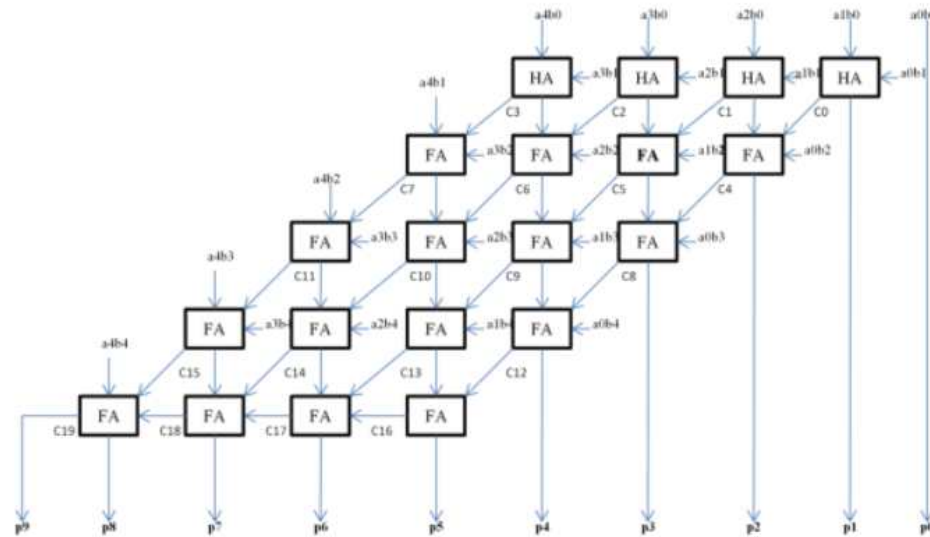 a4b0 a3b0 a2b0 a1b0 a0b
HA a3b1 HA a2b1 HA a1b1 HA a0b1
a4b1
C3 C2 C1 C0
FA a3b2 FA a2b2 FA a1b2 FA a0b2
a4b2
C7 C6 C5 C4
FA a3b3 FA a2b3 FA a1b3 FA a0b3
a4b3
C11 C10 C9 C8
FA a3b4 FA a2b4 FA a1b4 FA a0b4
a4b4
C15 C14 C13 C12
FA FA FA FA
C19 C18 C17 C16
p9 p8 p7 p6 p5 p4 p3 p2 p1